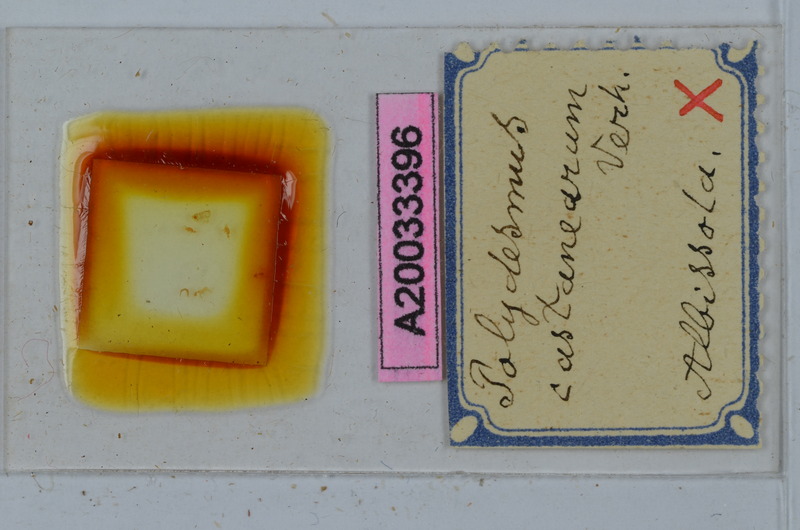 A20033396
Polydesmus
castanearum
Verh.
Albissola.
X